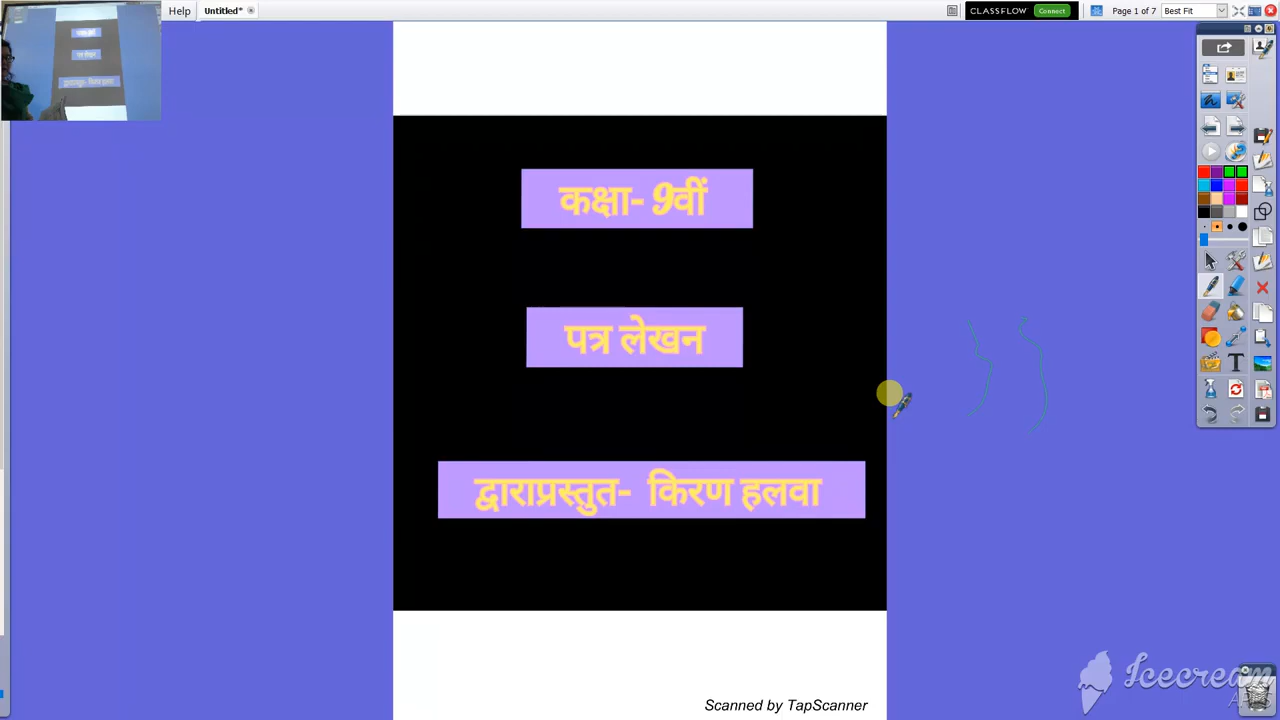 Help Untitled* CLASSFLOW Connect Page 1 of 7 Best Fit
कक्षा- 9वीं
पत्र लेखन
द्वाराप्रस्तुत- किरण हलवा
Scanned by TapScanner
Icecream
APPS